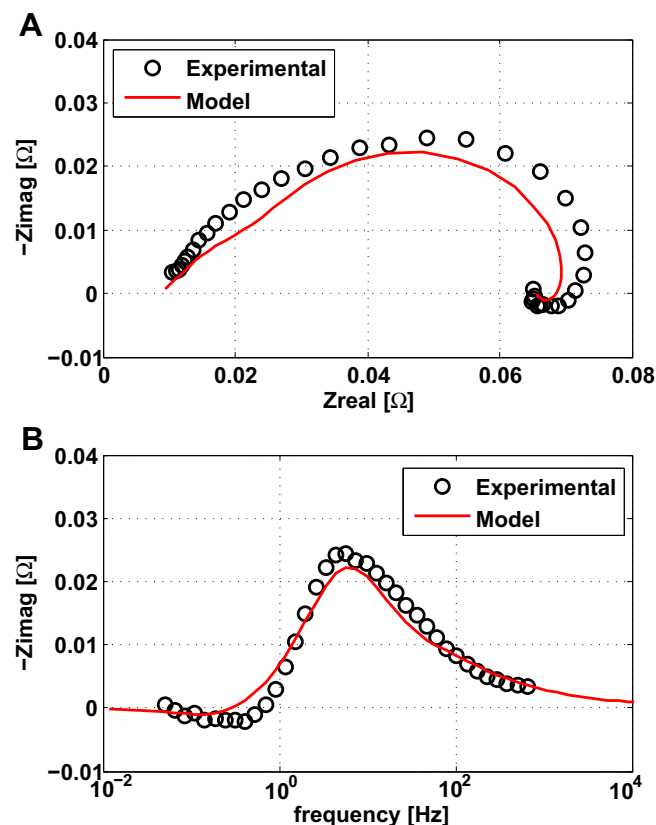 A
0.04
0.03
0.02
0.01
0
−0.01
−Zimag [Ω]
Experimental
Model
0
0.02
0.04
0.06
0.08
Zreal [Ω]
B
0.04
0.03
0.02
0.01
0
−0.01
−Zimag [Ω]
Experimental
Model
10^−2
10^0
10^2
10^4
frequency [Hz]